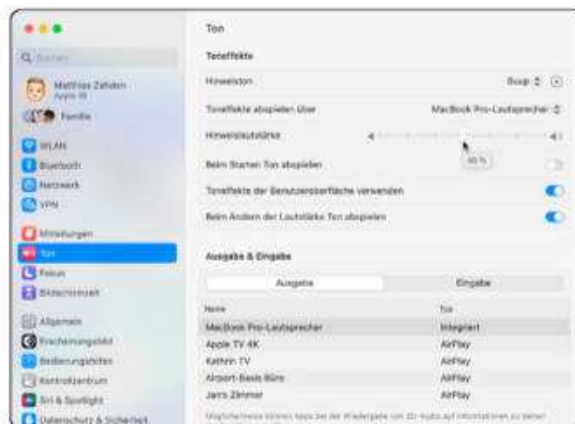 Ton
Toneffekte
Suchen
Hinweiston
Boop
Matthias Zehden
Apple ID
Toneffekte abspielen über
MacBook Pro-Lautsprecher
Familie
Hinweislautstärke
WLAN
Bluetooth
Beim Starten Ton abspielen
Netzwerk
Toneffekte der Benutzeroberfläche verwenden
VPN
Beim Ändern der Lautstärke Ton abspielen
Mitteilungen
Ton
Ausgabe & Eingabe
Fokus
Bildschirmzeit
Ausgabe
Eingabe
Name
Typ
Allgemein
MacBook Pro-Lautsprecher
Integriert
Erscheinungsbild
Apple TV 4K
AirPlay
Bedienungshilfen
Kathrin TV
AirPlay
Kontrollzentrum
Airport-Basis Büro
AirPlay
Siri & Spotlight
Jan's Zimmer
AirPlay
Datenschutz & Sicherheit